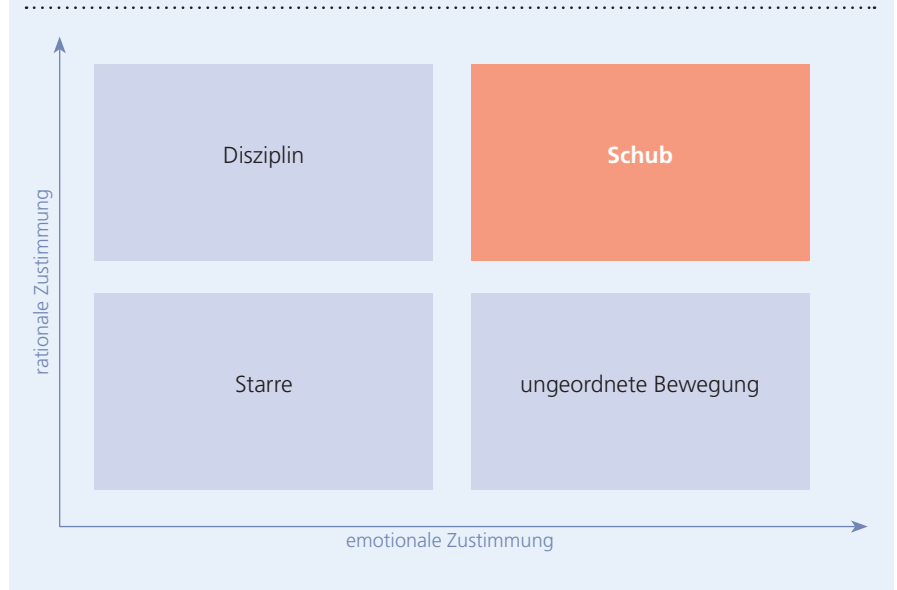 Disziplin
Schub
rationale Zustimmung
Starre
ungeordnete Bewegung
emotionale Zustimmung